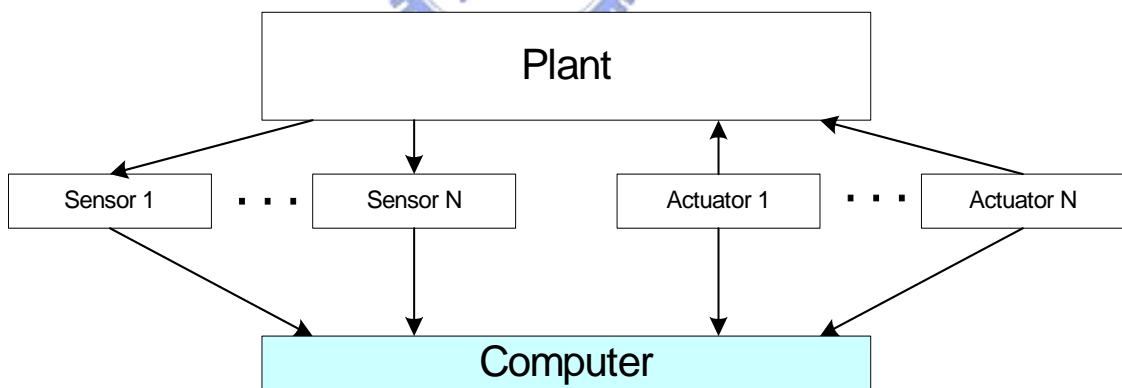 Plant
Sensor 1 · · · Sensor N Actuator 1 · · · Actuator N
Computer